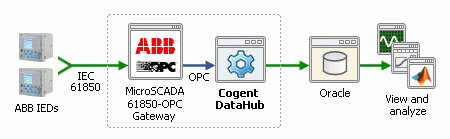 ABB IEDs
IEC
61850
ABB
OPC
MicroSCADA
61850-OPC
Gateway
OPC
Cogent
DataHub
Oracle
View and
analyze